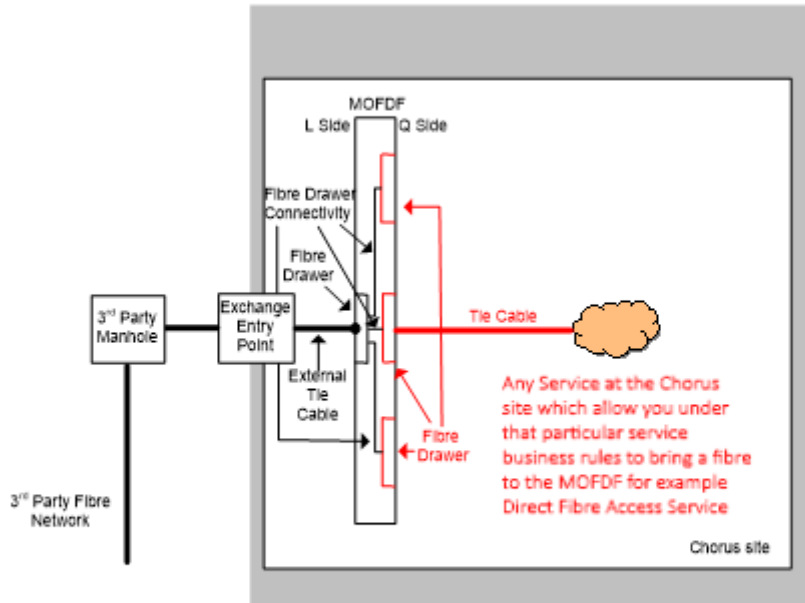 MOFDF
L Side
Q Side
Fibre Drawer
Connectivity
Fibre
Drawer
3rd Party
Manhole
Exchange
Entry
Point
External
Tie
Cable
Tie Cable
Any Service at the Chorus
site which allow you under
that particular service
business rules to bring a fibre
to the MOFDF for example
Direct Fibre Access Service
Fibre
Drawer
3rd Party Fibre
Network
Chorus site